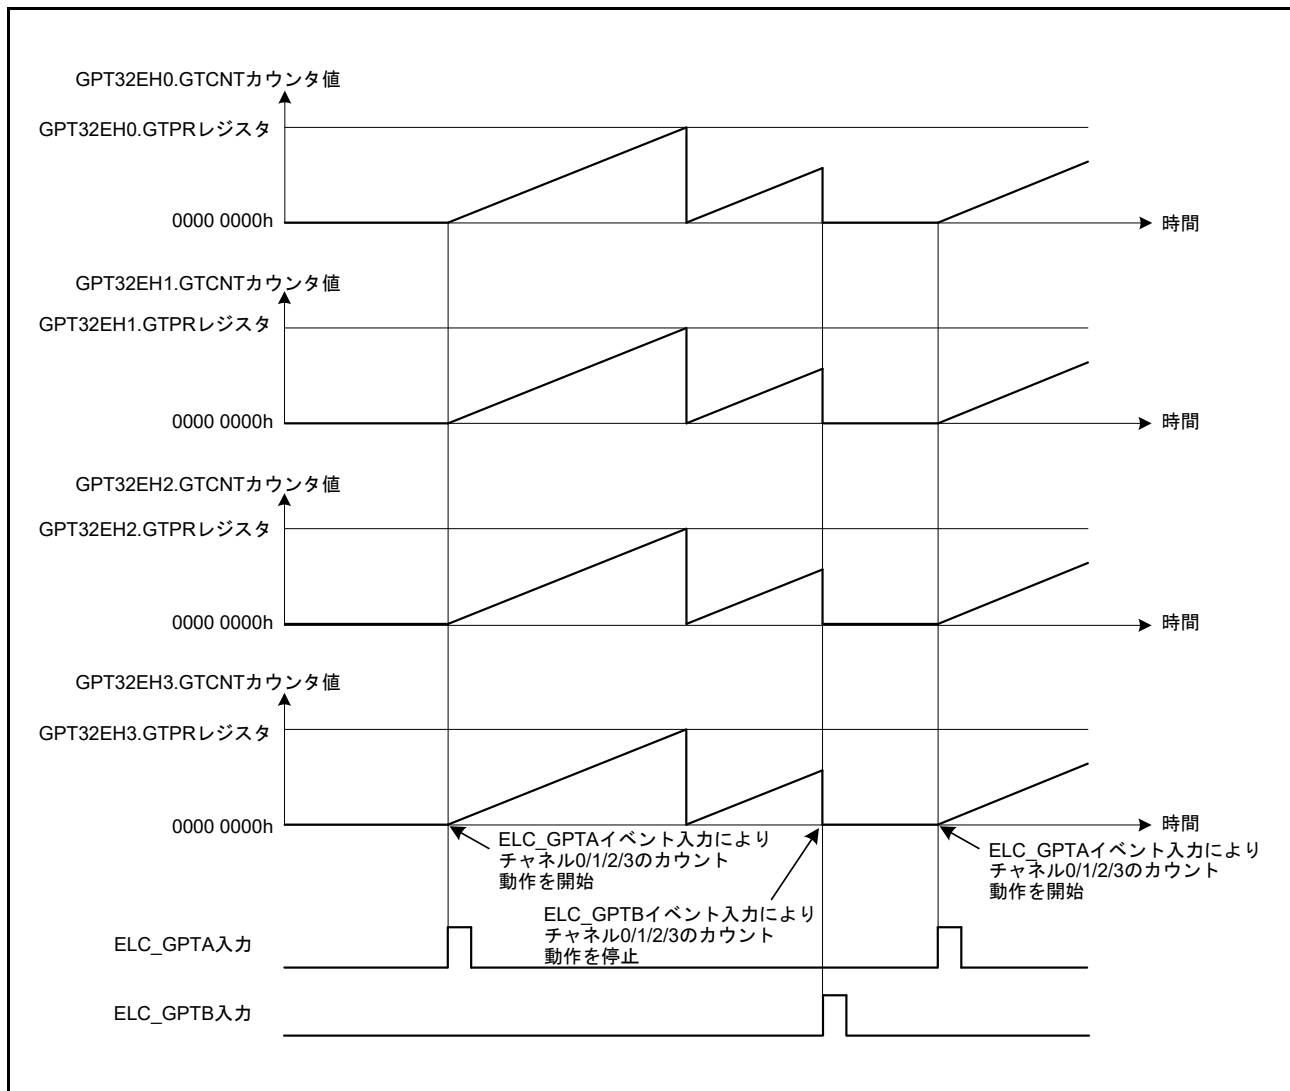 GPT32EH0.GTCNTカウンタ値
GPT32EH0.GTPRレジスタ
0000 0000h
時間
GPT32EH1.GTCNTカウンタ値
GPT32EH1.GTPRレジスタ
0000 0000h
時間
GPT32EH2.GTCNTカウンタ値
GPT32EH2.GTPRレジスタ
0000 0000h
時間
GPT32EH3.GTCNTカウンタ値
GPT32EH3.GTPRレジスタ
0000 0000h
時間
ELC_GPTAイベント入力により
チャネル0/1/2/3のカウント
動作を開始
ELC_GPTBイベント入力により
チャネル0/1/2/3のカウント
動作を停止
ELC_GPTAイベント入力により
チャネル0/1/2/3のカウント
動作を開始
ELC_GPTA入力
ELC_GPTB入力